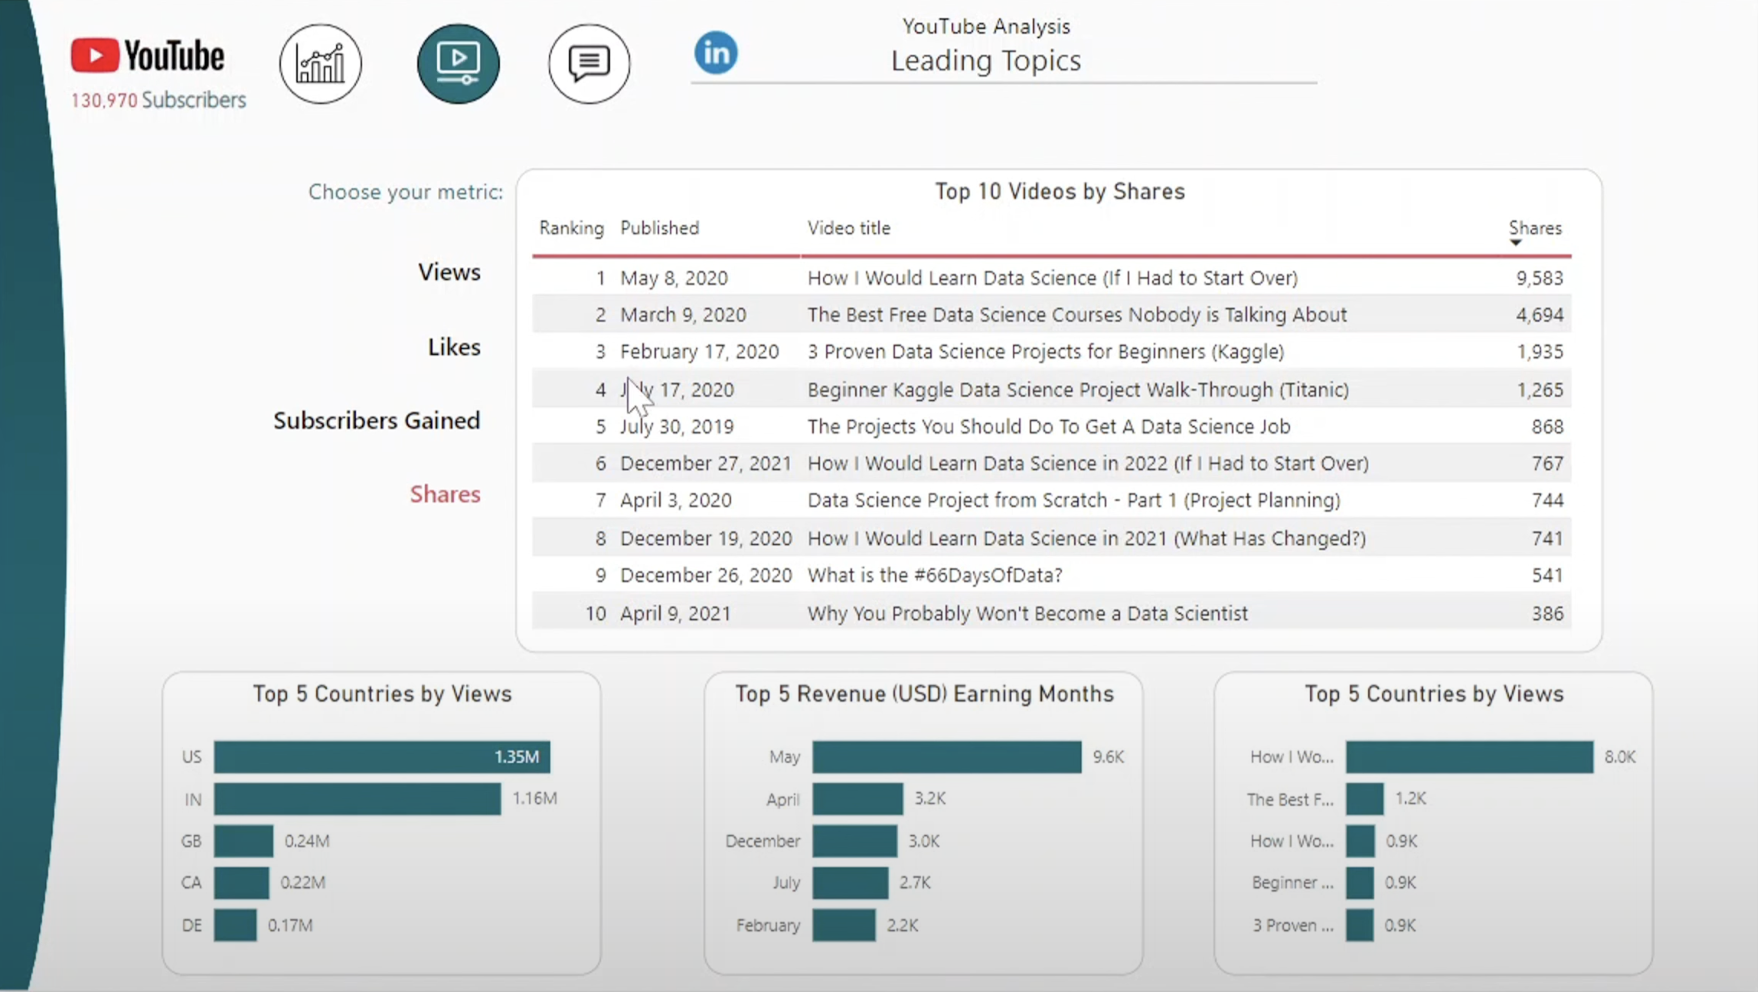 YouTube
130,970 Subscribers
in
YouTube Analysis
Leading Topics
Choose your metric:
Views
Likes
Subscribers Gained
Shares
Top 10 Videos by Shares
Ranking Published Video title Shares
1 May 8, 2020 How I Would Learn Data Science (If I Had to Start Over) 9,583
2 March 9, 2020 The Best Free Data Science Courses Nobody is Talking About 4,694
3 February 17, 2020 3 Proven Data Science Projects for Beginners (Kaggle) 1,935
4 July 17, 2020 Beginner Kaggle Data Science Project Walk-Through (Titanic) 1,265
5 July 30, 2019 The Projects You Should Do To Get A Data Science Job 868
6 December 27, 2021 How I Would Learn Data Science in 2022 (If I Had to Start Over) 767
7 April 3, 2020 Data Science Project from Scratch - Part 1 (Project Planning) 744
8 December 19, 2020 How I Would Learn Data Science in 2021 (What Has Changed?) 741
9 December 26, 2020 What is the #66DaysOfData? 541
10 April 9, 2021 Why You Probably Won't Become a Data Scientist 386
Top 5 Countries by Views
US 1.35M
IN 1.16M
GB 0.24M
CA 0.22M
DE 0.17M
Top 5 Revenue (USD) Earning Months
May 9.6K
April 3.2K
December 3.0K
July 2.7K
February 2.2K
Top 5 Countries by Views
How I Wo... 8.0K
The Best F... 1.2K
How I Wo... 0.9K
Beginner ... 0.9K
3 Proven ... 0.9K